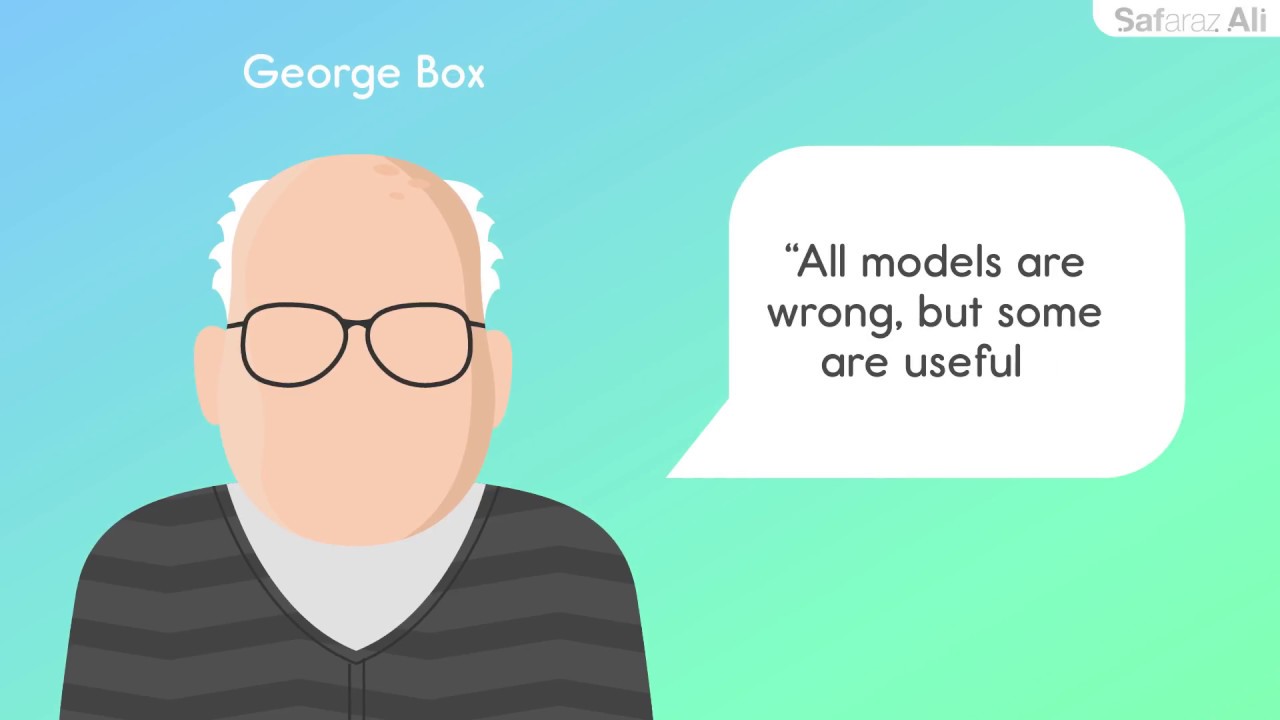 Safaraz Ali
George Box
“All models are
wrong, but some
are useful